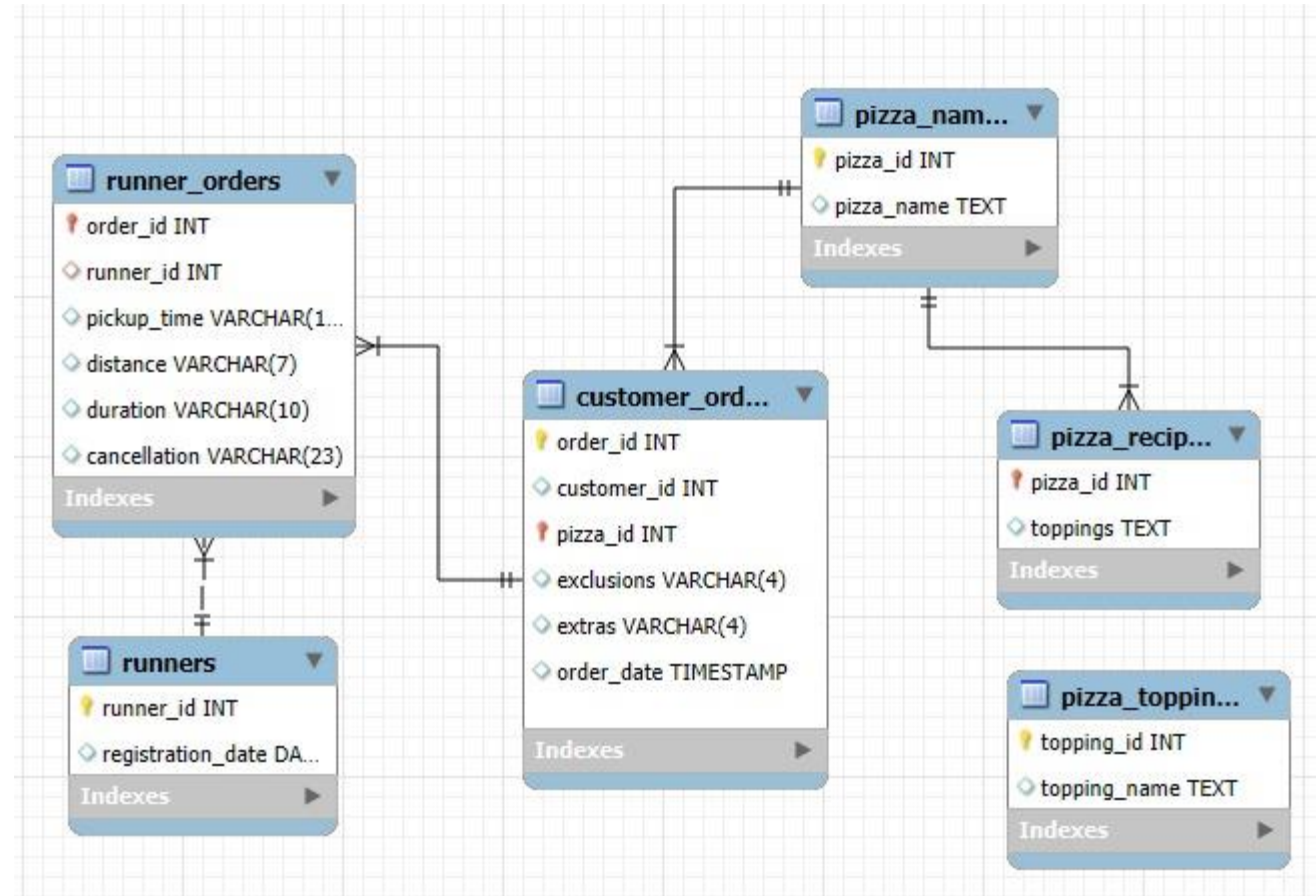 runner_orders
order_id INT
runner_id INT
pickup_time VARCHAR(1...
distance VARCHAR(7)
duration VARCHAR(10)
cancellation VARCHAR(23)
Indexes
runners
runner_id INT
registration_date DA...
Indexes
customer_ord...
order_id INT
customer_id INT
pizza_id INT
exclusions VARCHAR(4)
extras VARCHAR(4)
order_date TIMESTAMP
Indexes
pizza_nam...
pizza_id INT
pizza_name TEXT
Indexes
pizza_recip...
pizza_id INT
toppings TEXT
Indexes
pizza_toppin...
topping_id INT
topping_name TEXT
Indexes